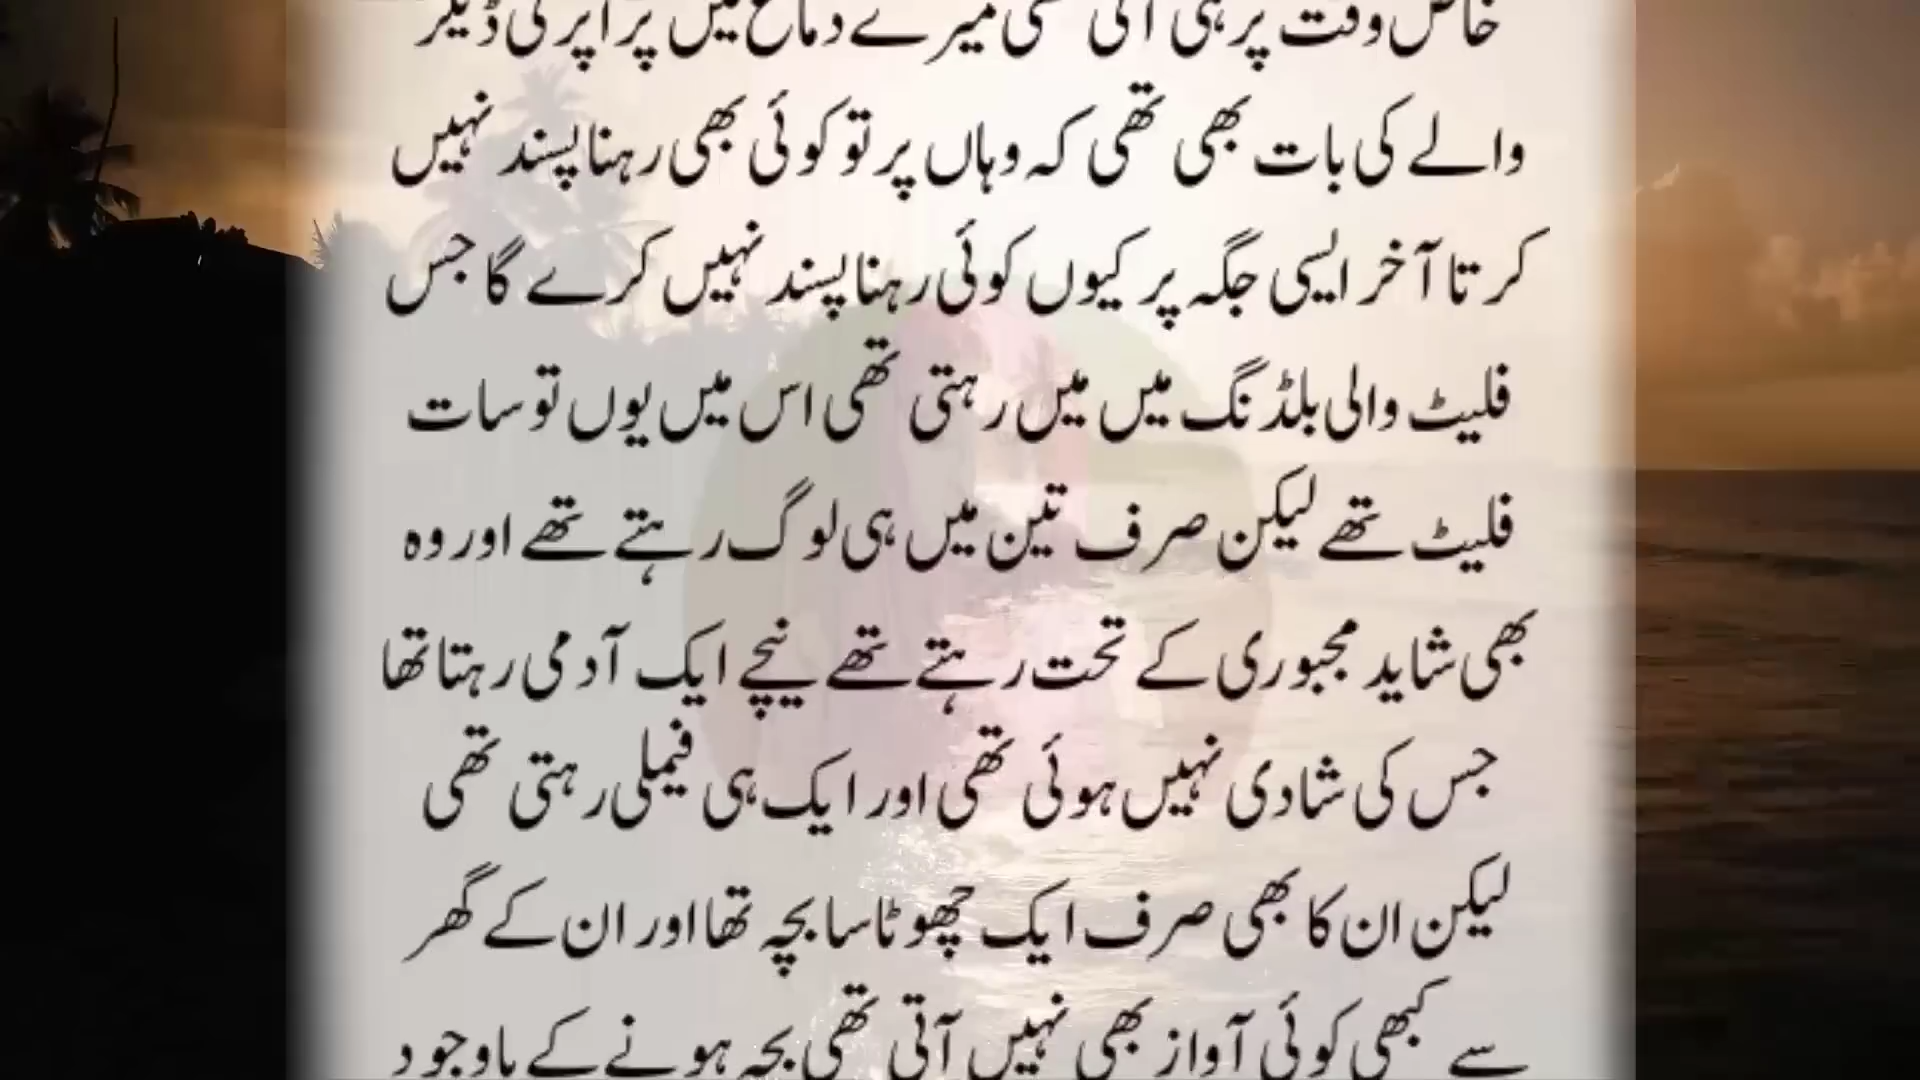 خاص وقت پر ہی آتی تھی میرے دماغ میں پراپرٹی ڈیلر
والے کی بات بھی تھی کہ وہاں پر تو کوئی بھی رہنا پسند نہیں
کرتا آخر ایسی جگہ پر کیوں کوئی رہنا پسند نہیں کرے گا جس
فلیٹ والی بلڈنگ میں میں رہتی تھی اس میں یوں تو سات
فلیٹ تھے لیکن صرف تین میں ہی لوگ رہتے تھے اور وہ
بھی شاید مجبوری کے تحت رہتے تھے نیچے ایک آدمی رہتا تھا
جس کی شادی نہیں ہوئی تھی اور ایک ہی فیملی رہتی تھی
لیکن ان کا بھی صرف ایک چھوٹا سا بچہ تھا اور ان کے گھر
سے کبھی کوئی آواز بھی نہیں آتی تھی بچہ ہونے کے باوجود